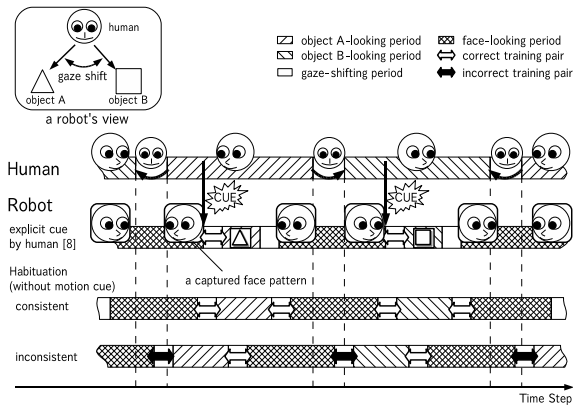 human
gaze shift
object A
object B
a robot's view
object A-looking period
object B-looking period
gaze-shifting period
face-looking period
correct training pair
incorrect training pair
Human
CUE
CUE
Robot
explicit cue
by human [8]
a captured face pattern
Habituation
(without motion cue)
consistent
inconsistent
Time Step